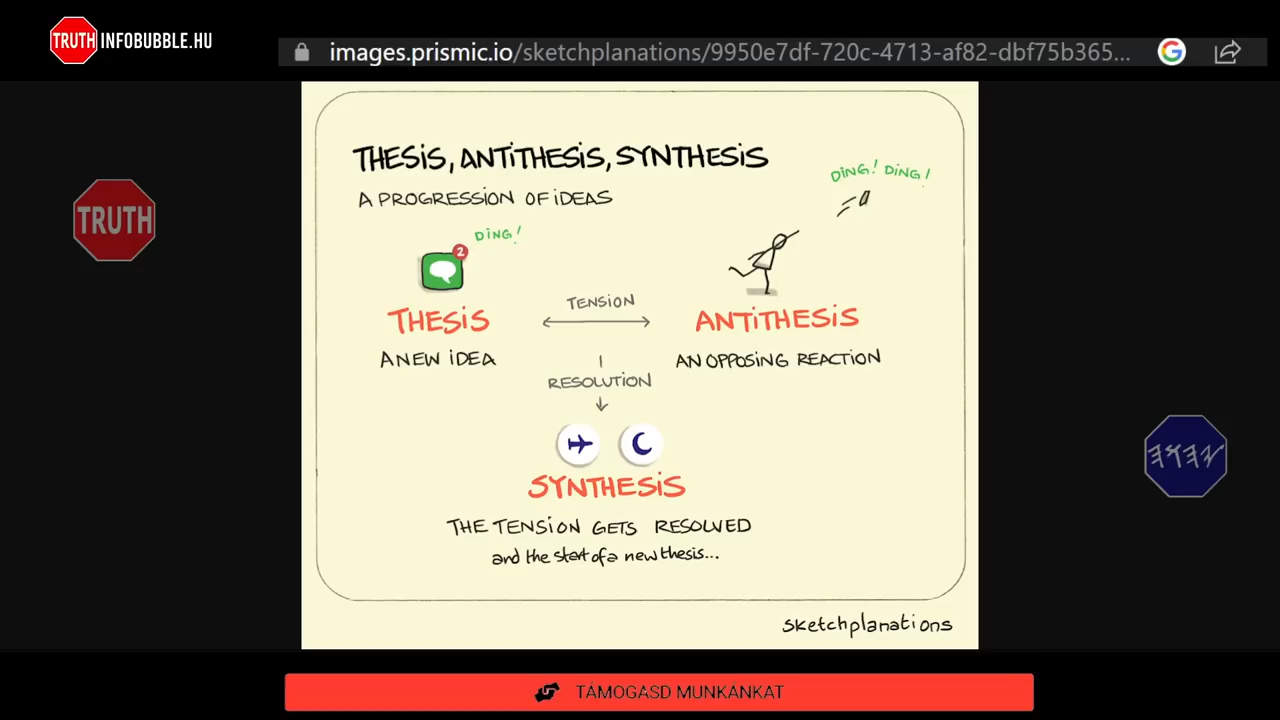 TRUTH INFOBUBBLE.HU
images.prismic.io/sketchplanations/9950e7df-720c-4713-af82-dbf75b365...
TRUTH
THESIS, ANTITHESIS, SYNTHESIS
A PROGRESSION OF IDEAS
DING! DING!
DING!
2
TENSION
THESIS
ANTITHESIS
A NEW IDEA
AN OPPOSING REACTION
RESOLUTION
SYNTHESIS
THE TENSION GETS RESOLVED
and the start of a new thesis...
𐤉𐤄𐤅𐤄
sketchplanations
TÁMOGASD MUNKÁNKAT